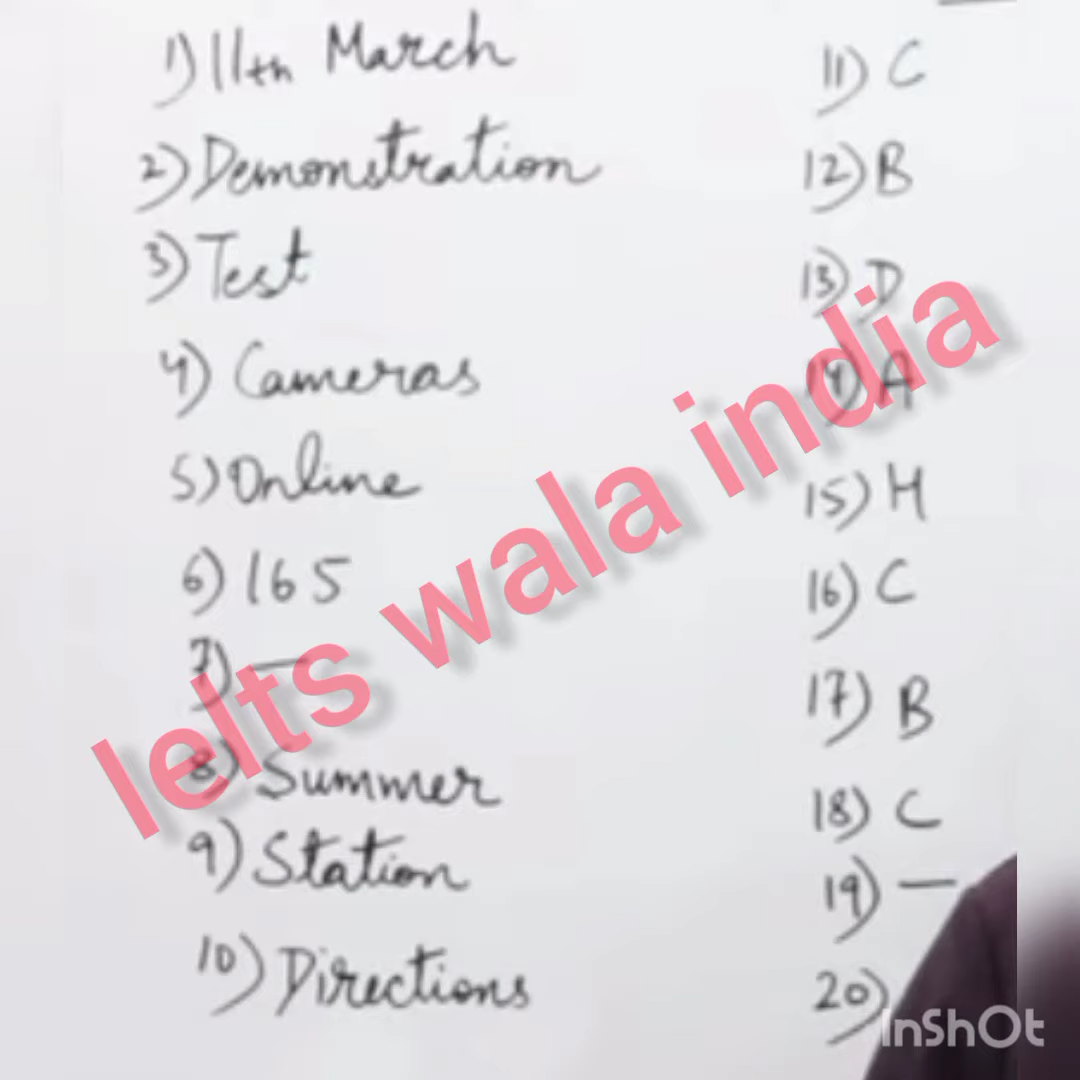 1) 11th March
2) Demonstration
3) Test
4) Cameras
5) Online
6) 165
7) —
8) Summer
9) Station
10) Directions
11) C
12) B
13) D
14) A
15) H
16) C
17) B
18) C
19) —
20)
Ielts wala india
InShOt